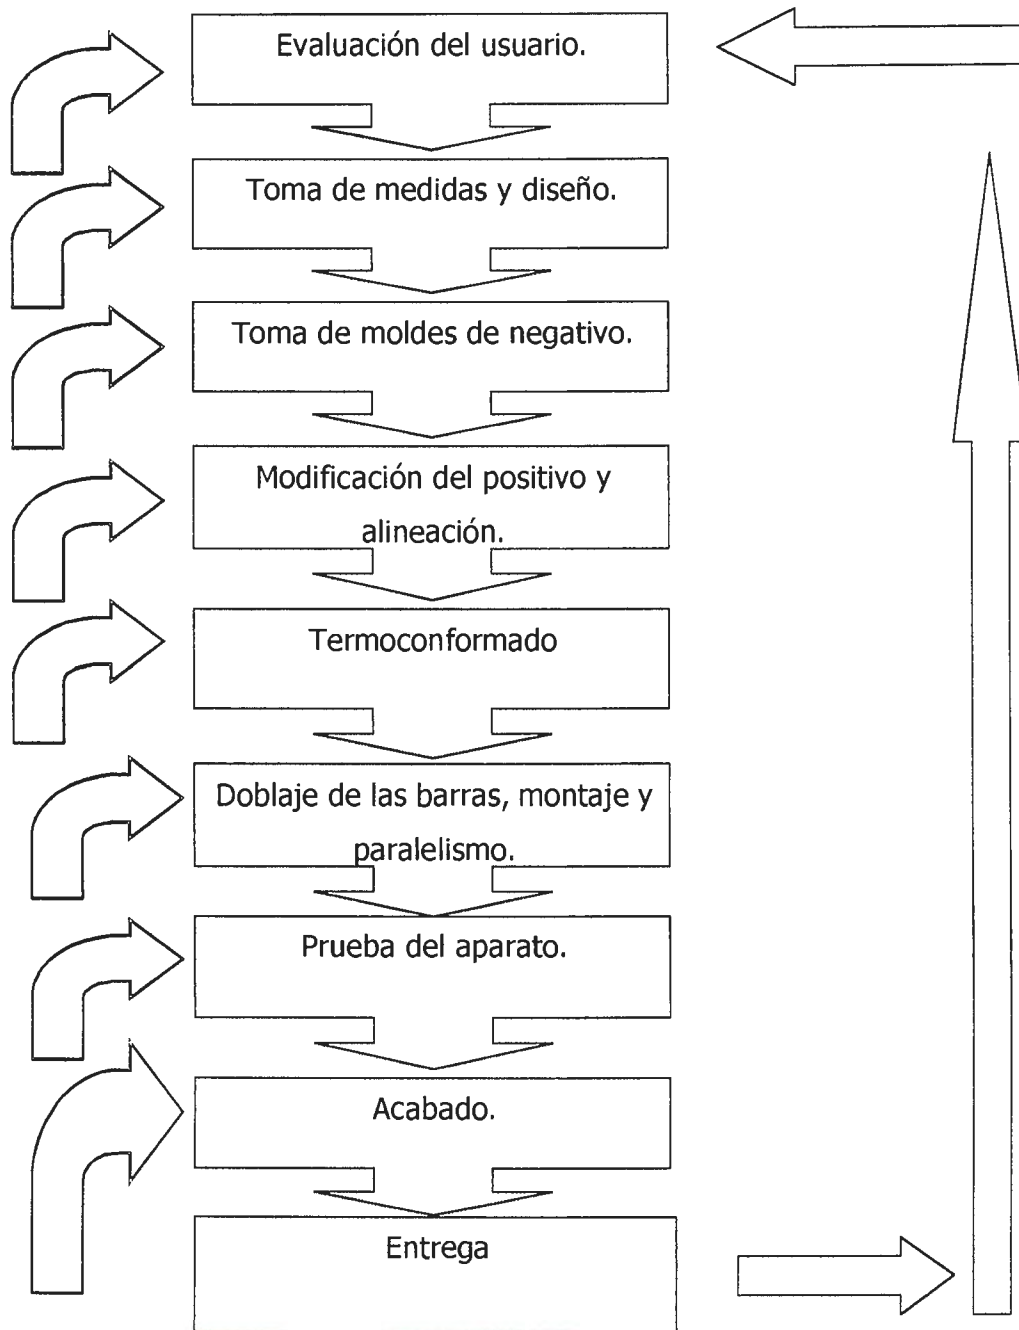 Evaluación del usuario.
Toma de medidas y diseño.
Toma de moldes de negativo.
Modificación del positivo y
alineación.
Termoconformado
Doblaje de las barras, montaje y
paralelismo.
Prueba del aparato.
Acabado.
Entrega